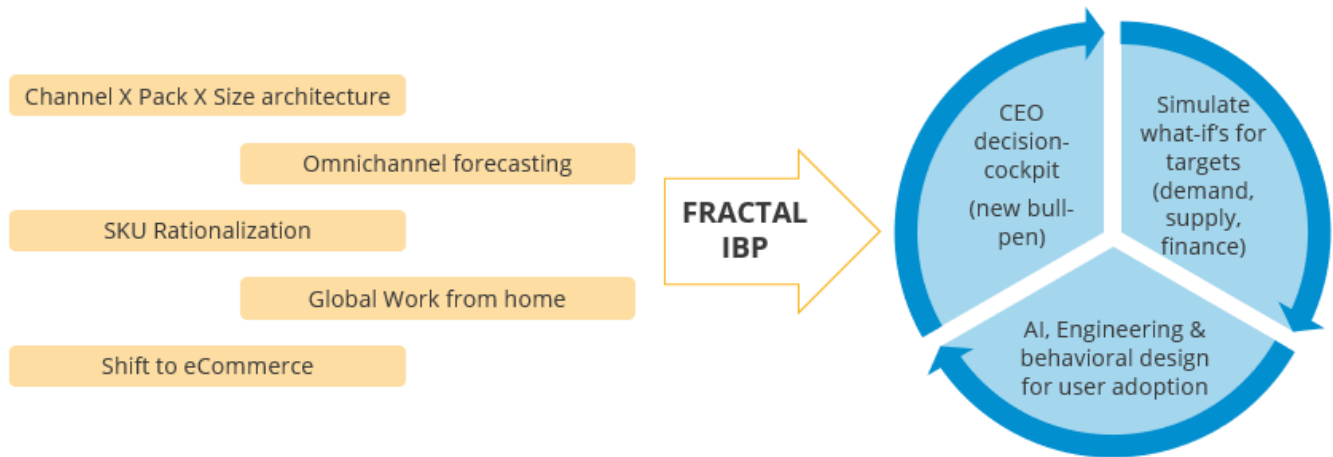 Channel X Pack X Size architecture
Omnichannel forecasting
SKU Rationalization
Global Work from home
Shift to eCommerce
FRACTAL
IBP
CEO
decision-
cockpit
(new bull-
pen)
Simulate
what-if's for
targets
(demand,
supply,
finance)
AI, Engineering &
behavioral design
for user adoption